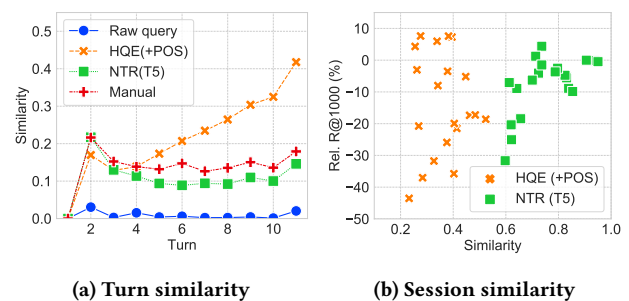 Similarity
0.5
0.4
0.3
0.2
0.1
0.0
Raw query
HQE(+POS)
NTR(T5)
Manual
2 4 6 8 10
Turn
(a) Turn similarity
Rel. R@1000 (%)
10
0
−10
−20
−30
−40
−50
HQE (+POS)
NTR (T5)
0.2 0.4 0.6 0.8 1.0
Similarity
(b) Session similarity